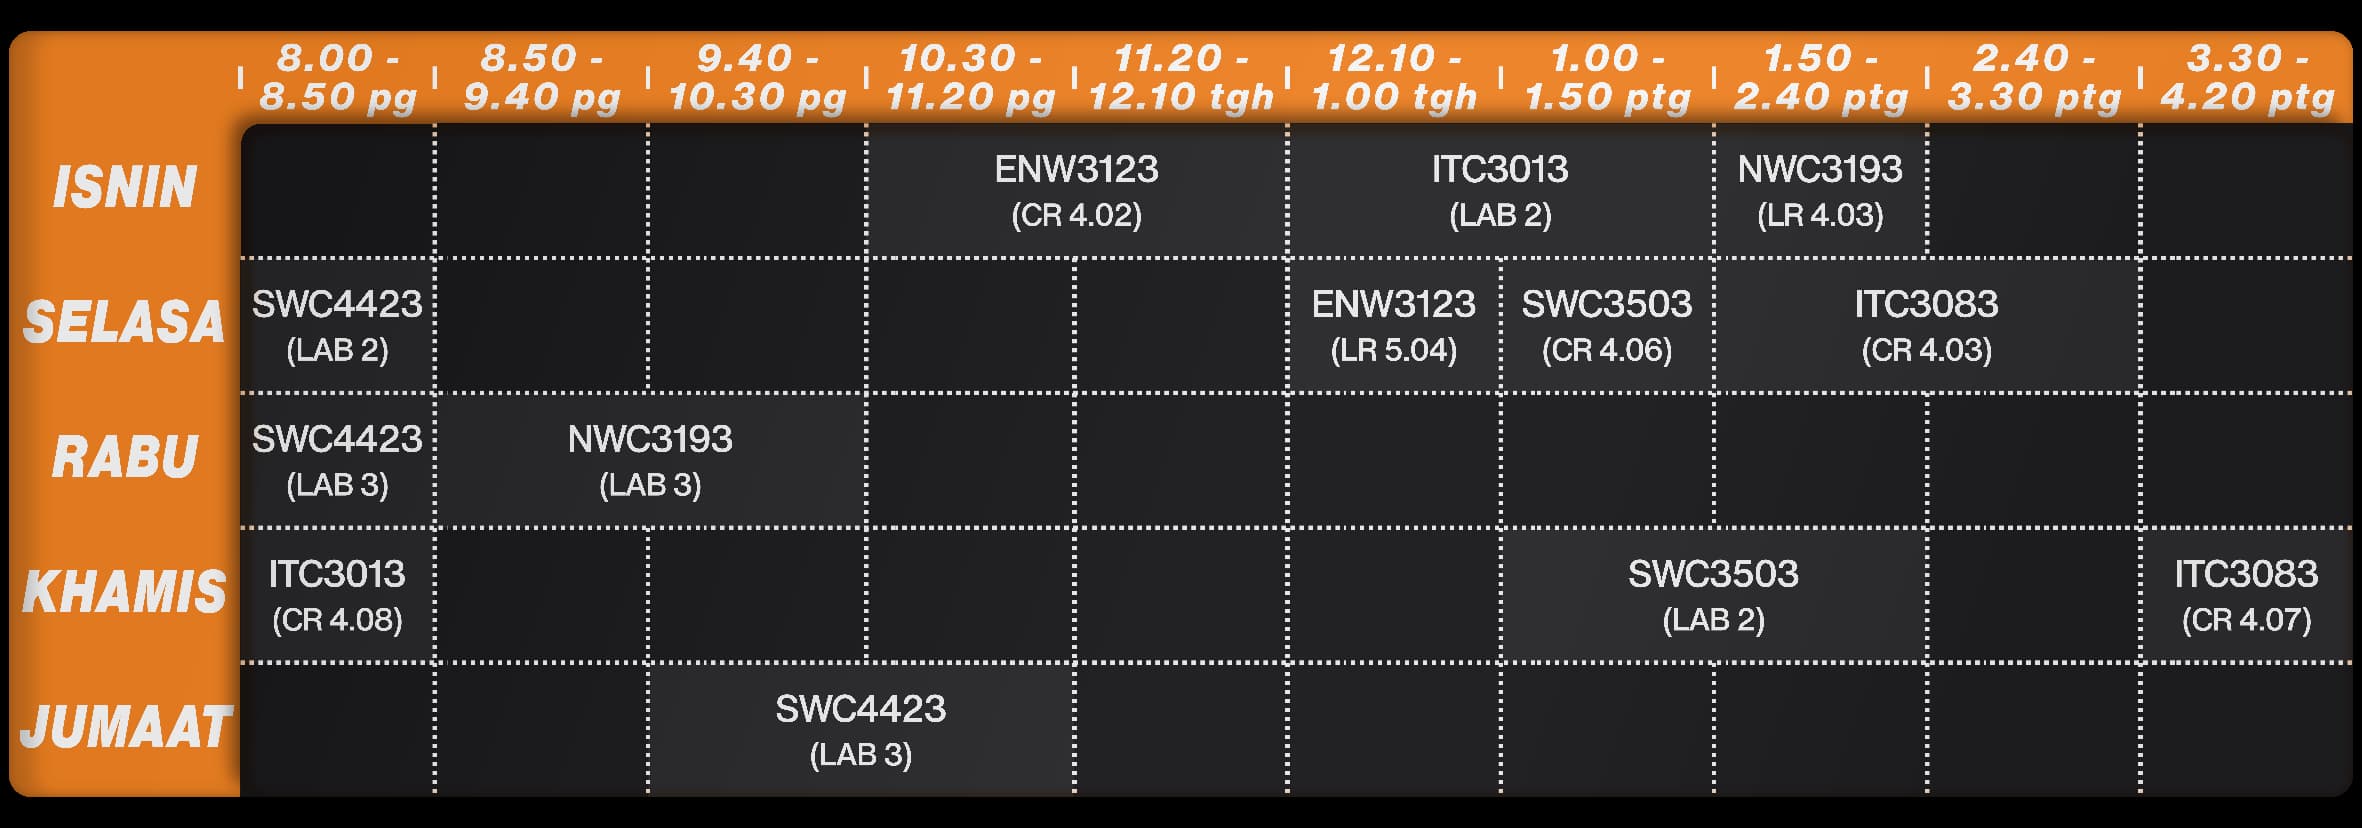 8.00 -
8.50 pg
8.50 -
9.40 pg
9.40 -
10.30 pg
10.30 -
11.20 pg
11.20 -
12.10 tgh
12.10 -
1.00 tgh
1.00 -
1.50 ptg
1.50 -
2.40 ptg
2.40 -
3.30 ptg
3.30 -
4.20 ptg
ISNIN
ENW3123
(CR 4.02)
ITC3013
(LAB 2)
NWC3193
(LR 4.03)
SELASA
SWC4423
(LAB 2)
ENW3123
(LR 5.04)
SWC3503
(CR 4.06)
ITC3083
(CR 4.03)
RABU
SWC4423
(LAB 3)
NWC3193
(LAB 3)
KHAMIS
ITC3013
(CR 4.08)
SWC3503
(LAB 2)
ITC3083
(CR 4.07)
JUMAAT
SWC4423
(LAB 3)